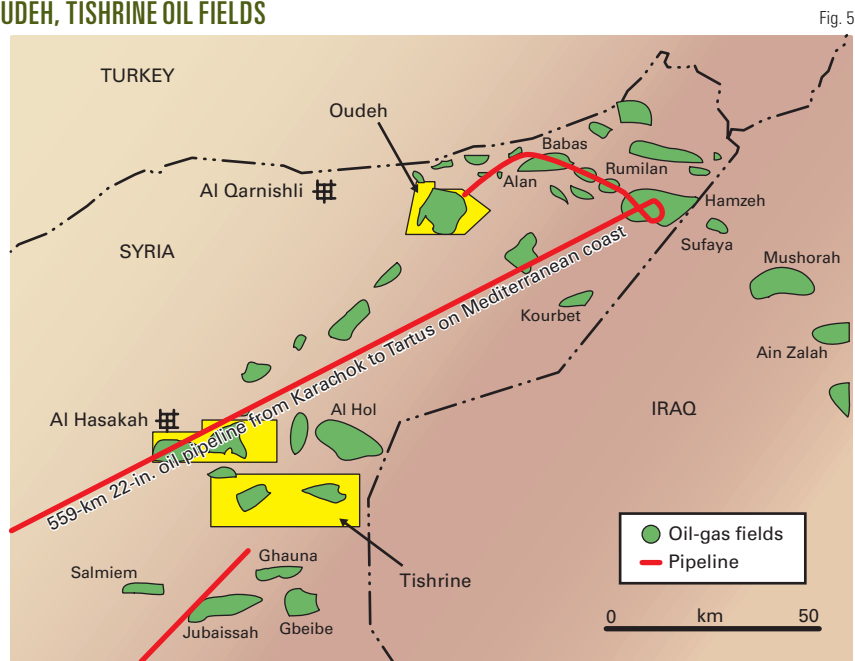 UDEH, TISHRINE OIL FIELDS
Fig. 5
TURKEY
Oudeh
Babas
Rumilan
Alan
Al Qarnishli
Hamzeh
Sufaya
SYRIA
Mushorah
559-km 22-in. oil pipeline from Karachok to Tartus on Mediterranean coast
Kourbet
Ain Zalah
Al Hasakah
Al Hol
IRAQ
Oil-gas fields
Pipeline
Ghauna
Salmiem
Tishrine
0 km 50
Jubaissah
Gbeibe